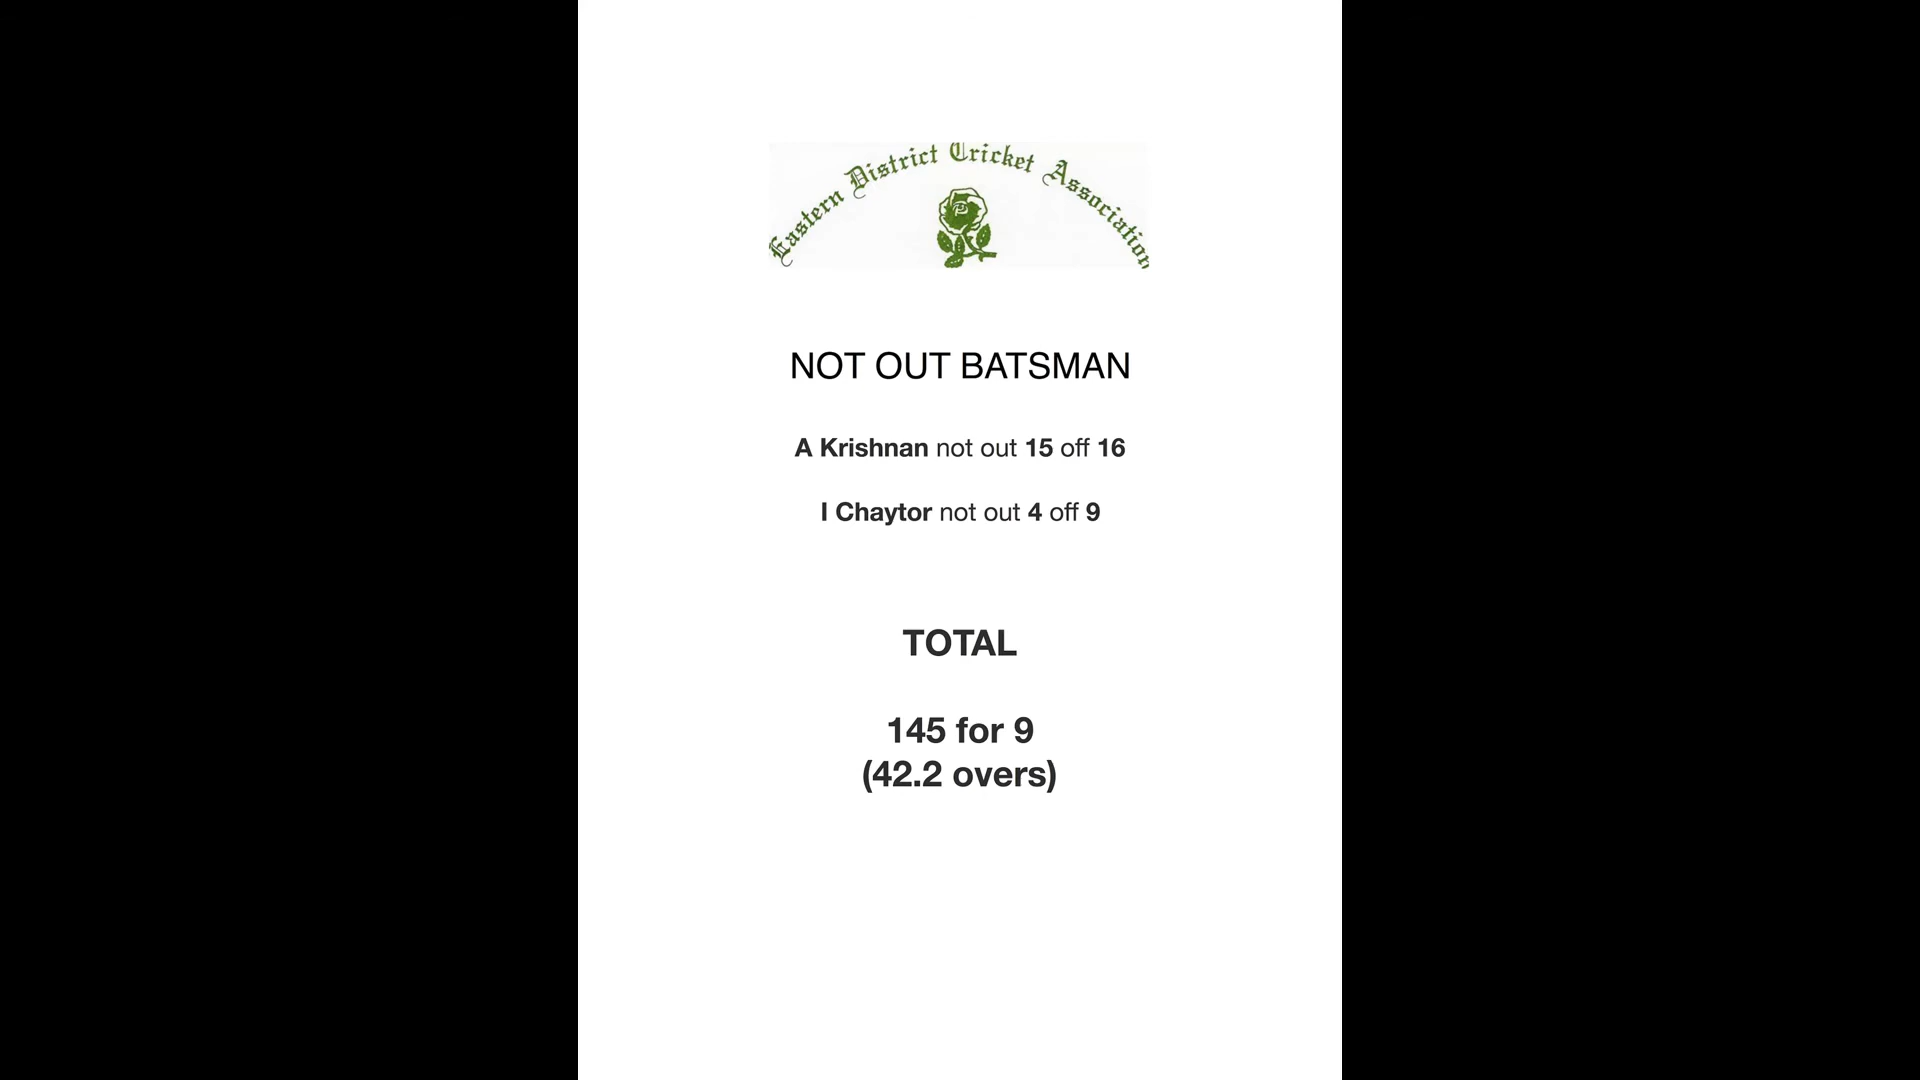 Eastern District Cricket Association
NOT OUT BATSMAN
A Krishnan not out 15 off 16
I Chaytor not out 4 off 9
TOTAL
145 for 9
(42.2 overs)